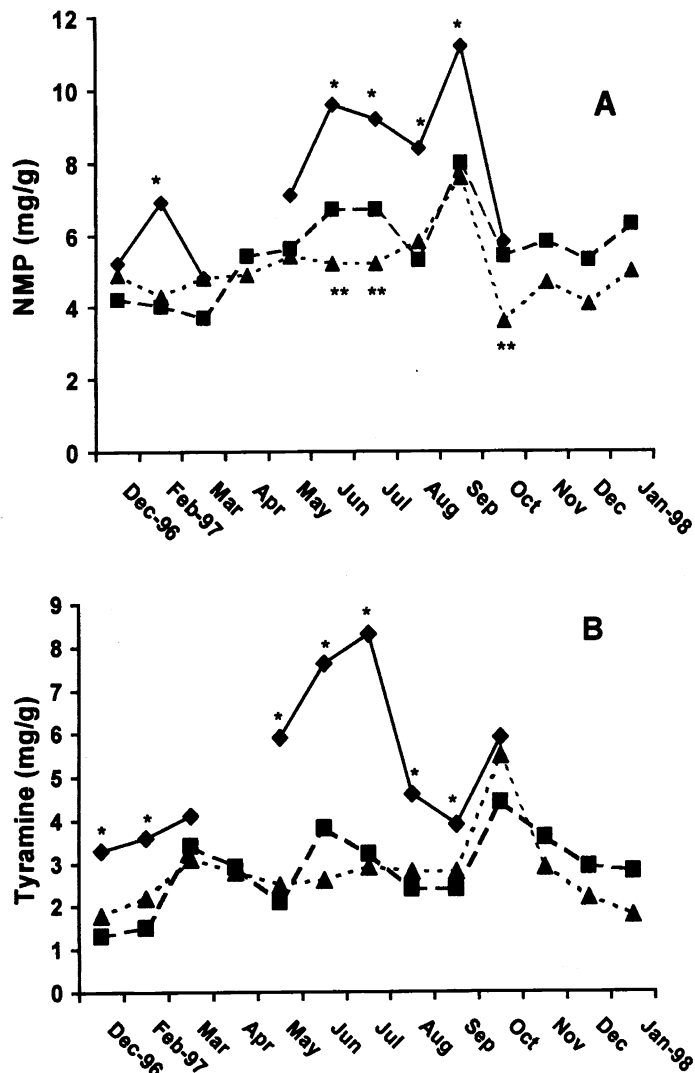 12
10
8
6
4
2
0
NMP (mg/g)
A
*
*
*
*
*
**
**
**
Dec-96
Feb-97
Mar
Apr
May
Jun
Jul
Aug
Sep
Oct
Nov
Dec
Jan-98
9
8
7
6
5
4
3
2
1
0
Tyramine (mg/g)
B
*
*
*
*
*
*
*
Dec-96
Feb-97
Mar
Apr
May
Jun
Jul
Aug
Sep
Oct
Nov
Dec
Jan-98